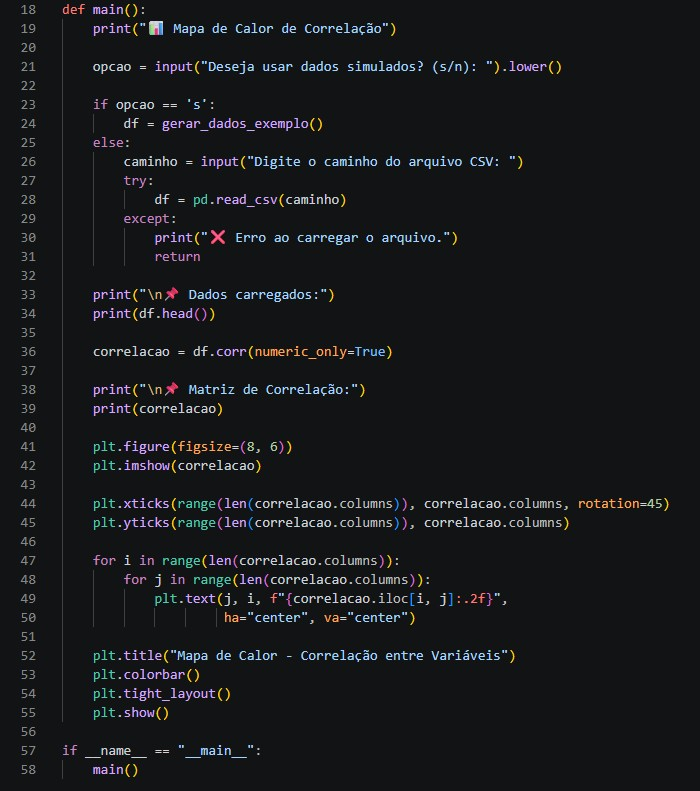 18 def main():
19     print("📊 Mapa de Calor de Correlação")
20
21     opcao = input("Deseja usar dados simulados? (s/n): ").lower()
22
23     if opcao == 's':
24         df = gerar_dados_exemplo()
25     else:
26         caminho = input("Digite o caminho do arquivo CSV: ")
27         try:
28             df = pd.read_csv(caminho)
29         except:
30             print("❌ Erro ao carregar o arquivo.")
31             return
32
33     print("\n📌 Dados carregados:")
34     print(df.head())
35
36     correlacao = df.corr(numeric_only=True)
37
38     print("\n📌 Matriz de Correlação:")
39     print(correlacao)
40
41     plt.figure(figsize=(8, 6))
42     plt.imshow(correlacao)
43
44     plt.xticks(range(len(correlacao.columns)), correlacao.columns, rotation=45)
45     plt.yticks(range(len(correlacao.columns)), correlacao.columns)
46
47     for i in range(len(correlacao.columns)):
48         for j in range(len(correlacao.columns)):
49             plt.text(j, i, f"{correlacao.iloc[i, j]:.2f}",
50                      ha="center", va="center")
51
52     plt.title("Mapa de Calor - Correlação entre Variáveis")
53     plt.colorbar()
54     plt.tight_layout()
55     plt.show()
56
57 if __name__ == "__main__":
58     main()